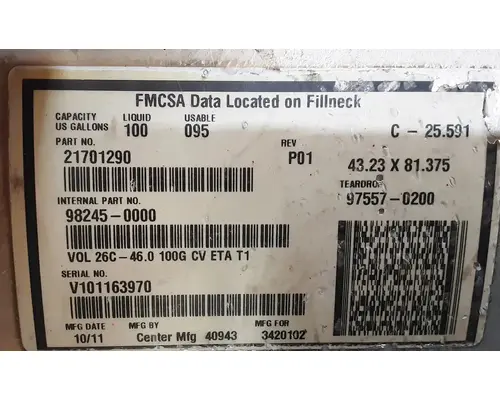 FMCSA Data Located on Fillneck
CAPACITY LIQUID USABLE
US GALLONS 100 095 C - 25.591
PART NO. REV
21701290 P01 43.23 X 81.375
TEARDROP
INTERNAL PART NO. 97557-0200
98245-0000
VOL 26C-46.0 100G CV ETA T1
SERIAL NO.
V101163970
MFG DATE MFG BY MFG FOR
10/11 Center Mfg 40943 3420102